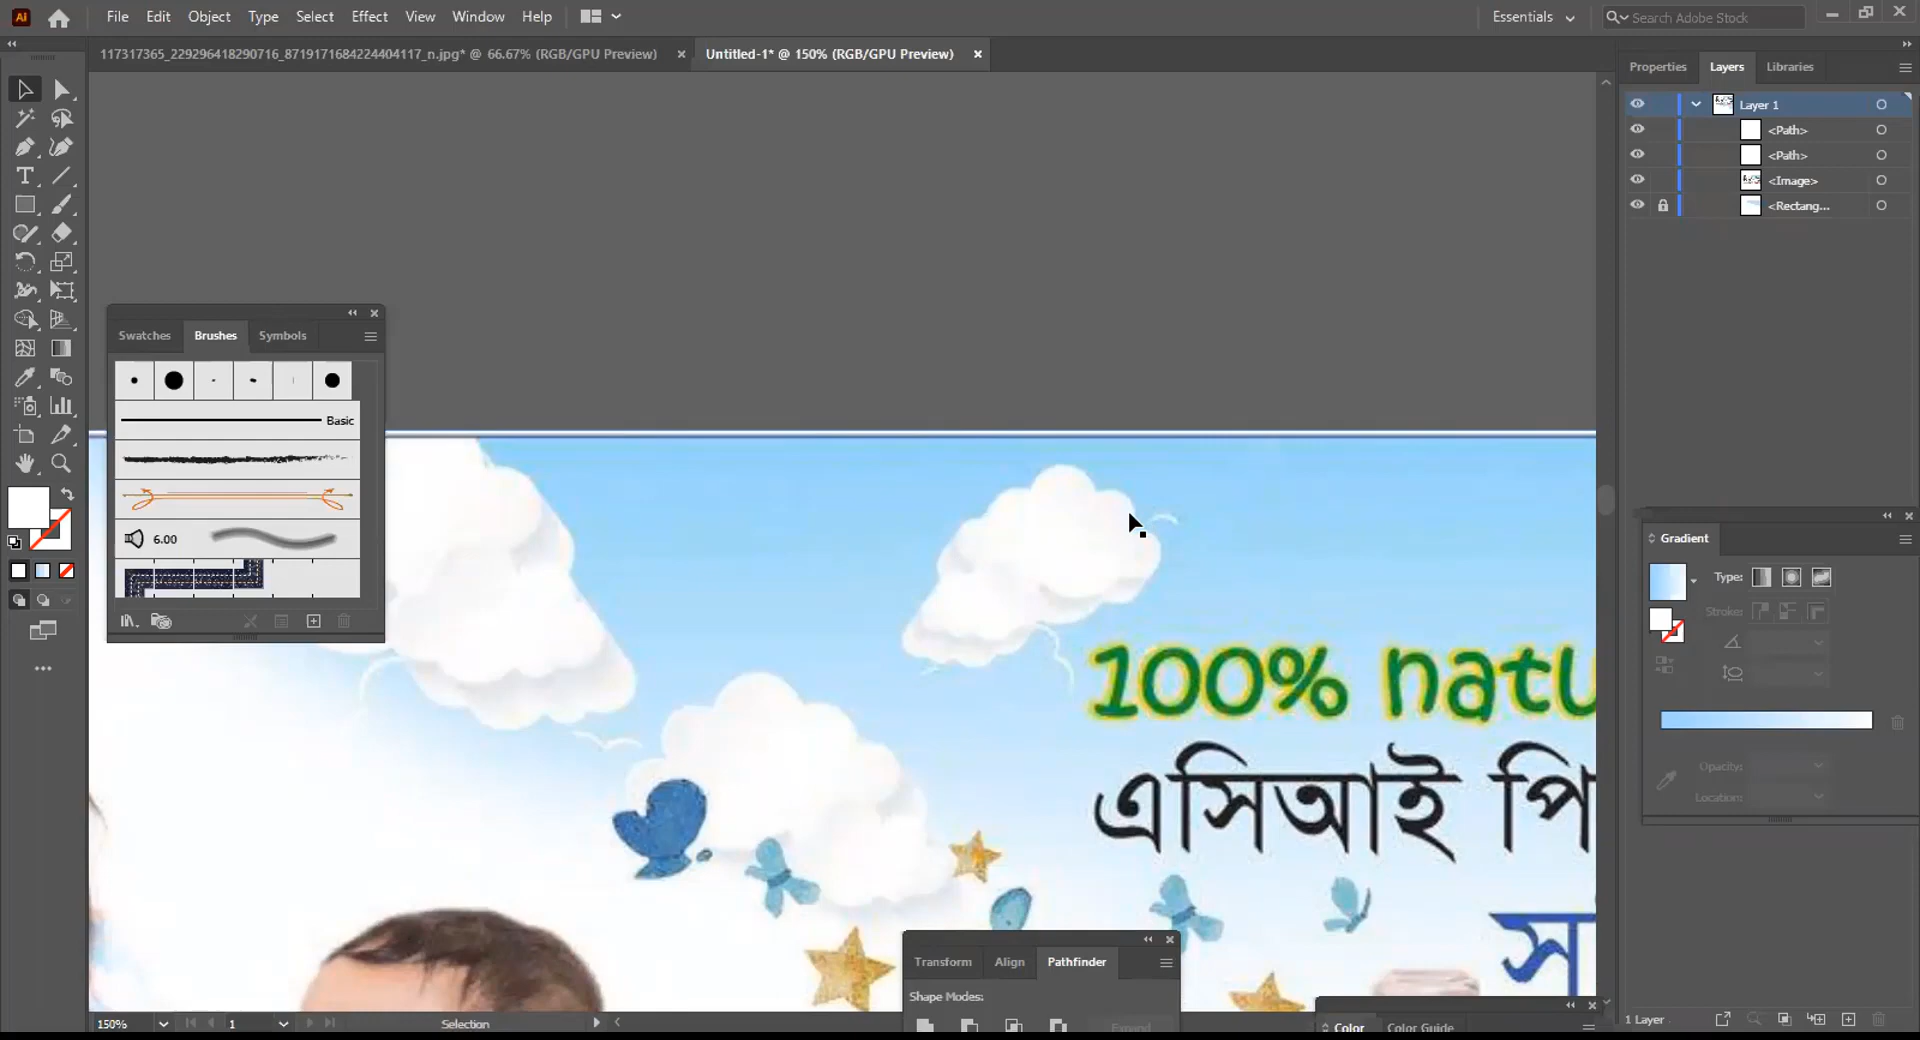 Ai
File Edit Object Type Select Effect View Window Help
Essentials
Search Adobe Stock
117317365_229296418290716_8719171684224404117_n.jpg* @ 66.67% (RGB/GPU Preview)
Untitled-1* @ 150% (RGB/GPU Preview)
Properties Layers Libraries
Layer 1
<Path>
<Path>
<Image>
<Rectang...
Swatches Brushes Symbols
Basic
6.00
100% natu
এসিআই পি
সা
Gradient
Type:
Stroke:
Opacity:
Location:
Transform Align Pathfinder
Shape Modes:
Expand
Color Color Guide
150%
1
Selection
1 Layer